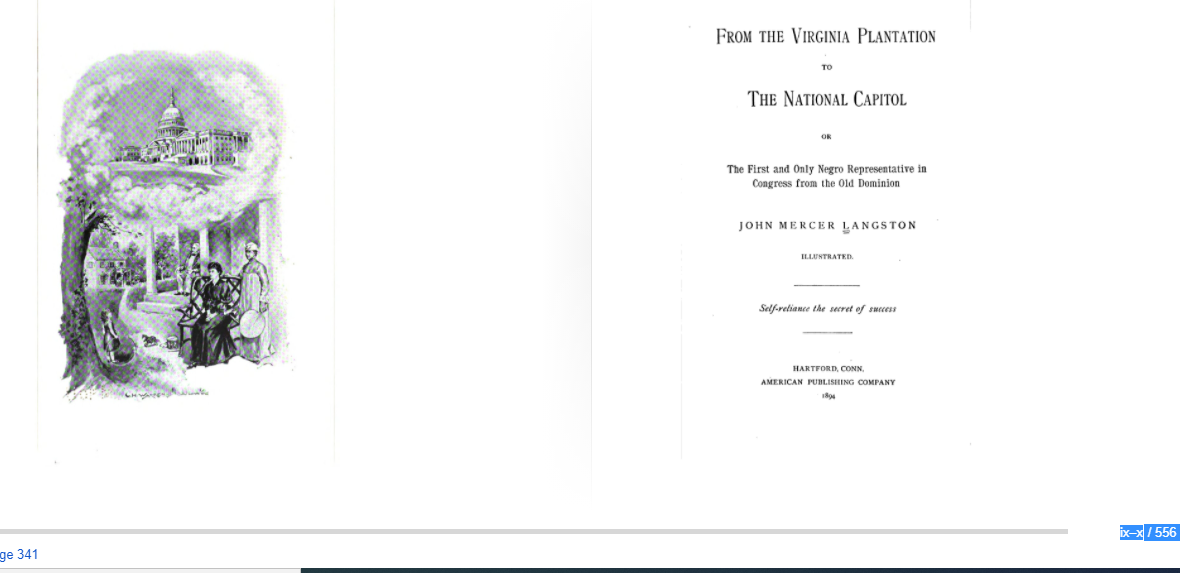 FROM THE VIRGINIA PLANTATION
TO
THE NATIONAL CAPITOL
OR
The First and Only Negro Representative in
Congress from the Old Dominion
JOHN MERCER LANGSTON
ILLUSTRATED.
Self-reliance the secret of success
HARTFORD, CONN.
AMERICAN PUBLISHING COMPANY
1894
ix–x / 556
ge 341